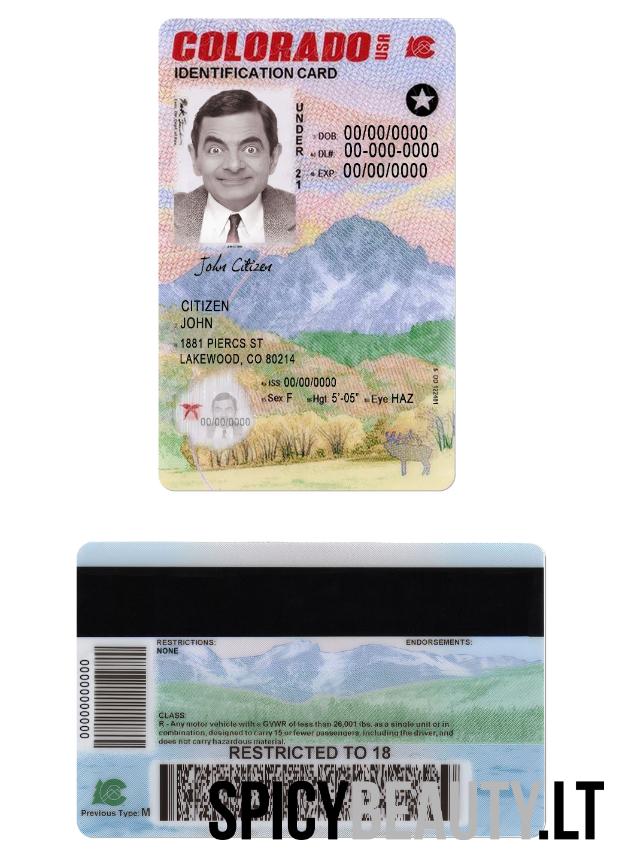 COLORADO USA
IDENTIFICATION CARD
UNDER 21
DOB 00/00/0000
DL#: 00-000-0000
EXP 00/00/0000
John Citizen
CITIZEN
JOHN
1881 PIERCS ST
LAKEWOOD, CO 80214
ISS: 00/00/0000
Sex F Hgt 5'-05" Eye HAZ
00/00/0000
RESTRICTIONS: ENDORSEMENTS:
NONE
00000000000
CLASS:
R - Any motor vehicle with a GVWR of less than 26,001 lbs. as a single unit or in
combination, designed to carry 15 or fewer passengers, including the driver, and
does not carry hazardous material.
RESTRICTED TO 18
Previous Type: M
SPICYBEAUTY.LT